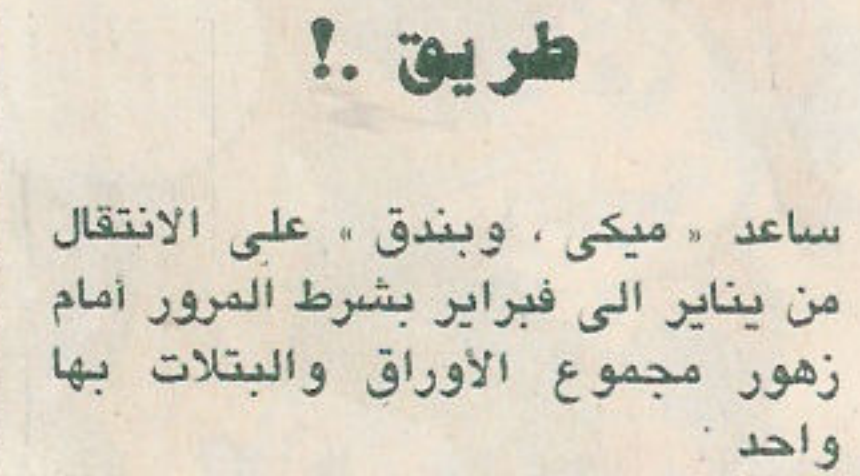 طريق .!
ساعد « ميكى ، وبندق » على الانتقال
من يناير الى فبراير بشرط المرور أمام
زهور مجموع الأوراق والبتلات بها
واحد